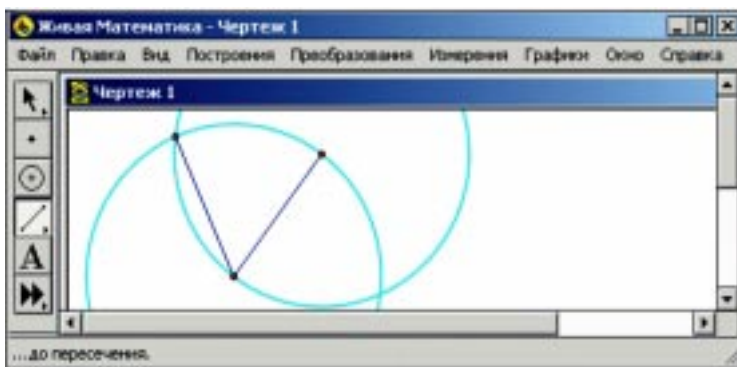 Живая Математика - Чертеж 1
Файл Правка Вид Построения Преобразования Измерения Графики Окно Справка
Чертеж 1
A
...до пересечения.